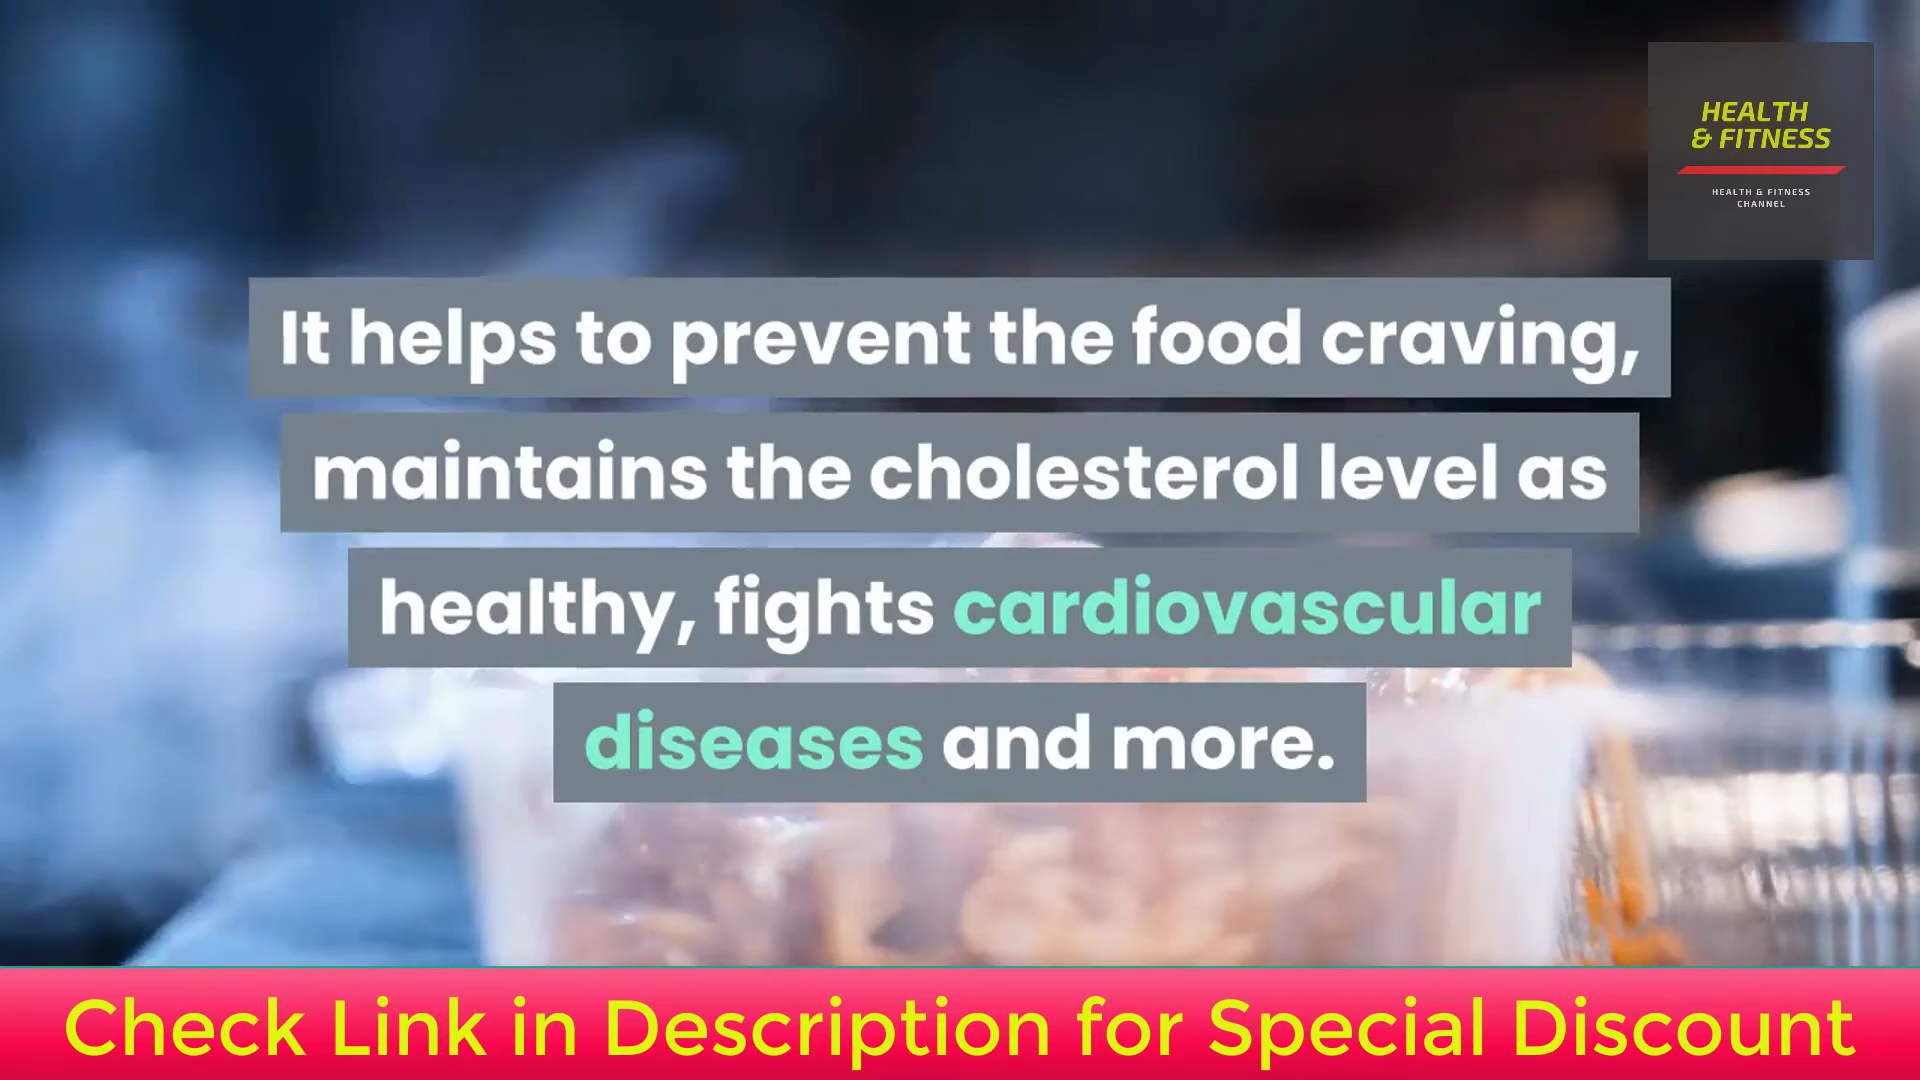 HEALTH
& FITNESS
HEALTH & FITNESS
CHANNEL
It helps to prevent the food craving,
maintains the cholesterol level as
healthy, fights cardiovascular
diseases and more.
Check Link in Description for Special Discount